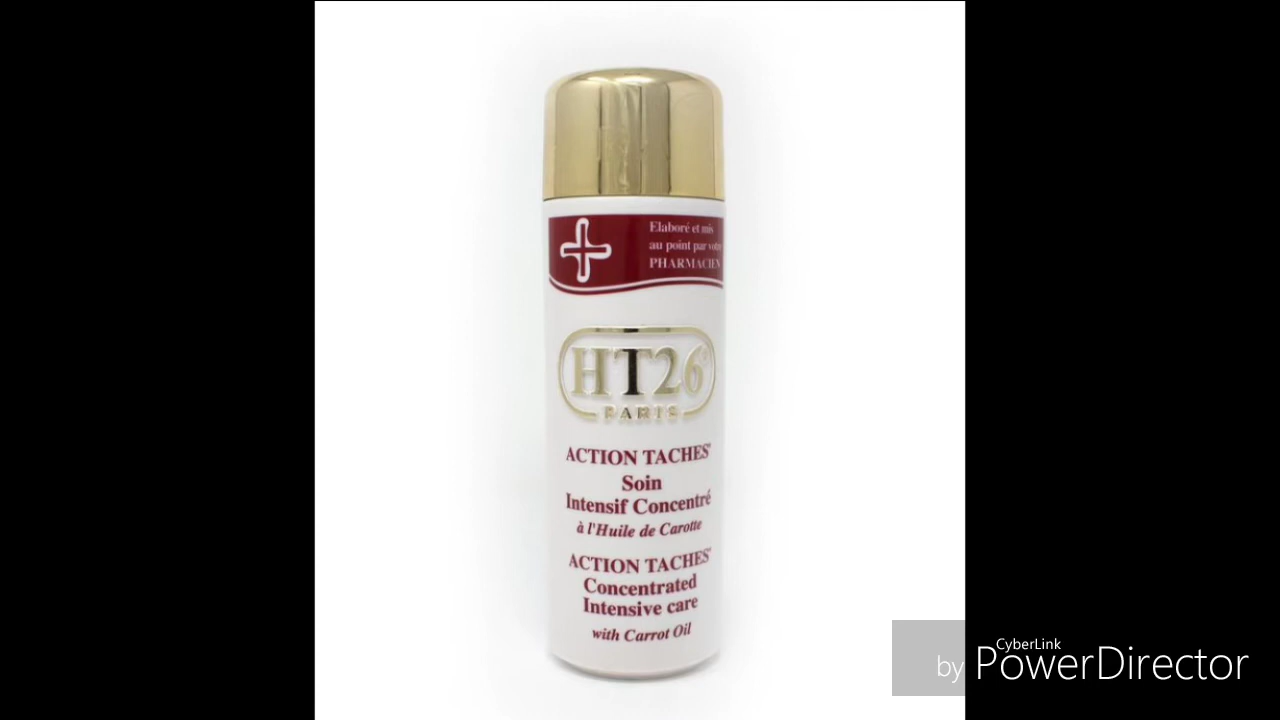 Elaboré et mis
au point par votre
PHARMACIEN
HT26
PARIS
ACTION TACHES
Soin
Intensif Concentré
à l'Huile de Carotte
ACTION TACHES
Concentrated
Intensive care
with Carrot Oil
CyberLink
by PowerDirector